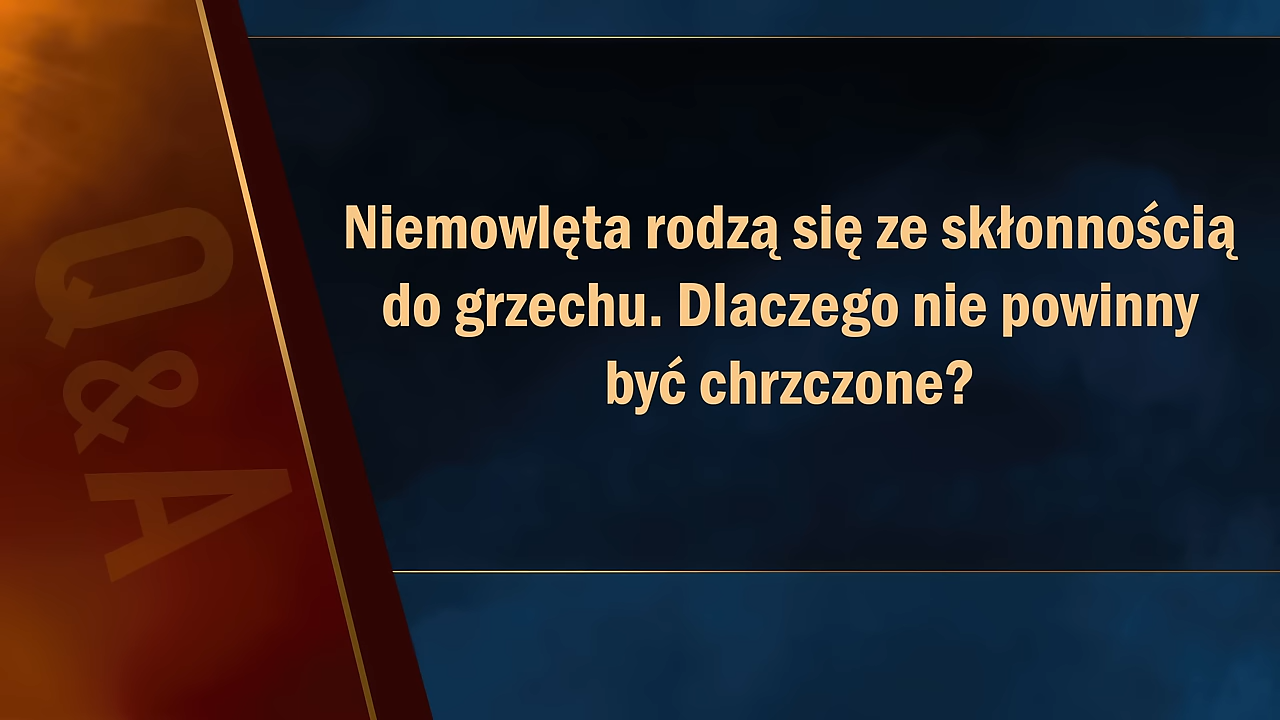 Q&A
Niemowlęta rodzą się ze skłonnością
do grzechu. Dlaczego nie powinny
być chrzczone?